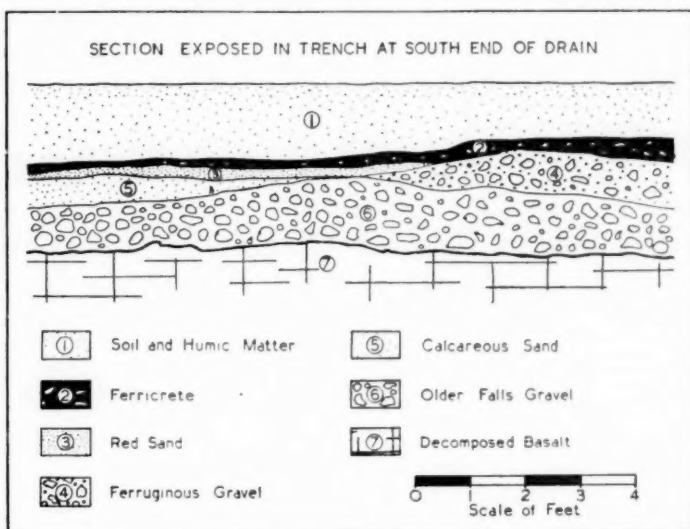 SECTION EXPOSED IN TRENCH AT SOUTH END OF DRAIN
①
②
③
④
⑤
⑥
⑦
① Soil and Humic Matter
⑤ Calcareous Sand
② Ferricrete
⑥ Older Falls Gravel
③ Red Sand
⑦ Decomposed Basalt
④ Ferruginous Gravel
0 1 2 3 4
Scale of Feet